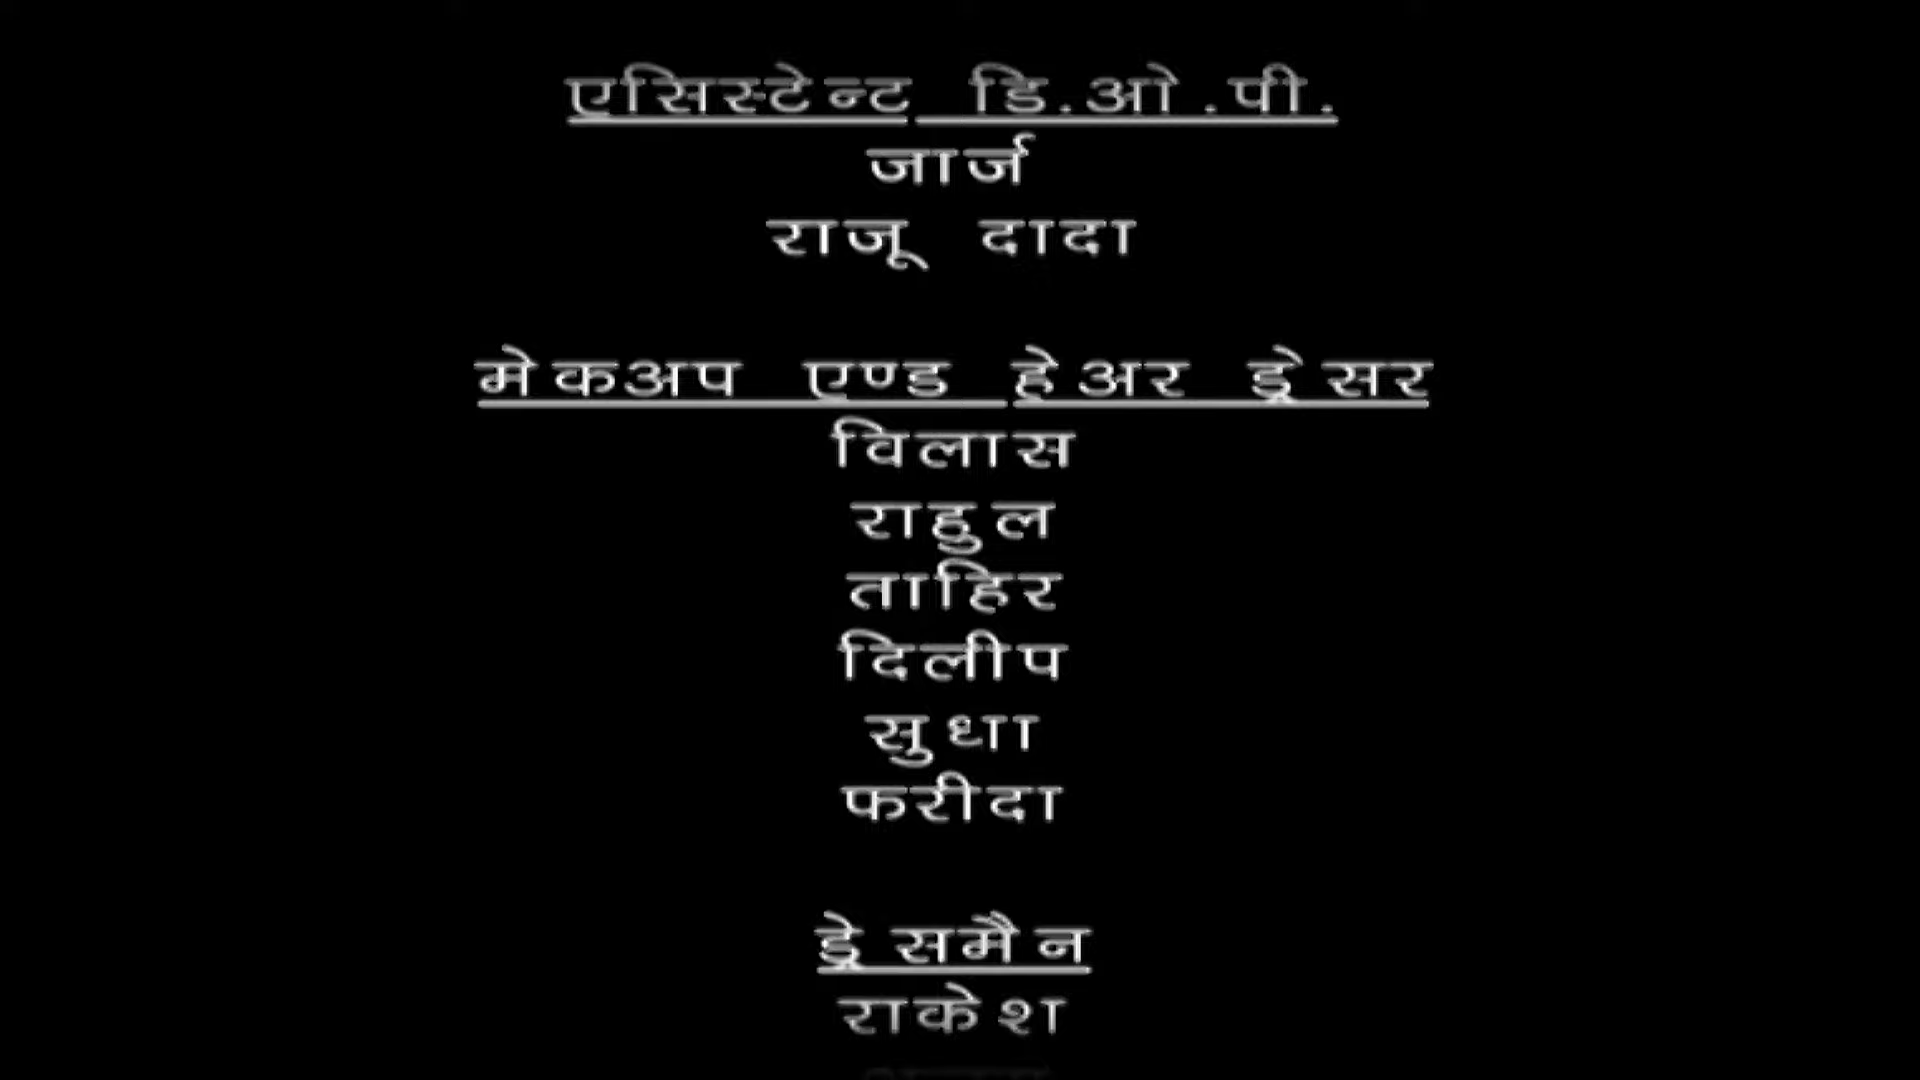 एसिस्टेन्ट डि.ओ.पी.
जार्ज
राजू दादा
मेकअप एण्ड हेअर ड्रेसर
विलास
राहुल
ताहिर
दिलीप
सुधा
फरीदा
ड्रेसमैन
राकेश